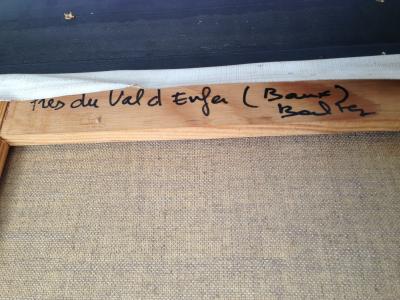 Pres du Val d Enfer (Baux)